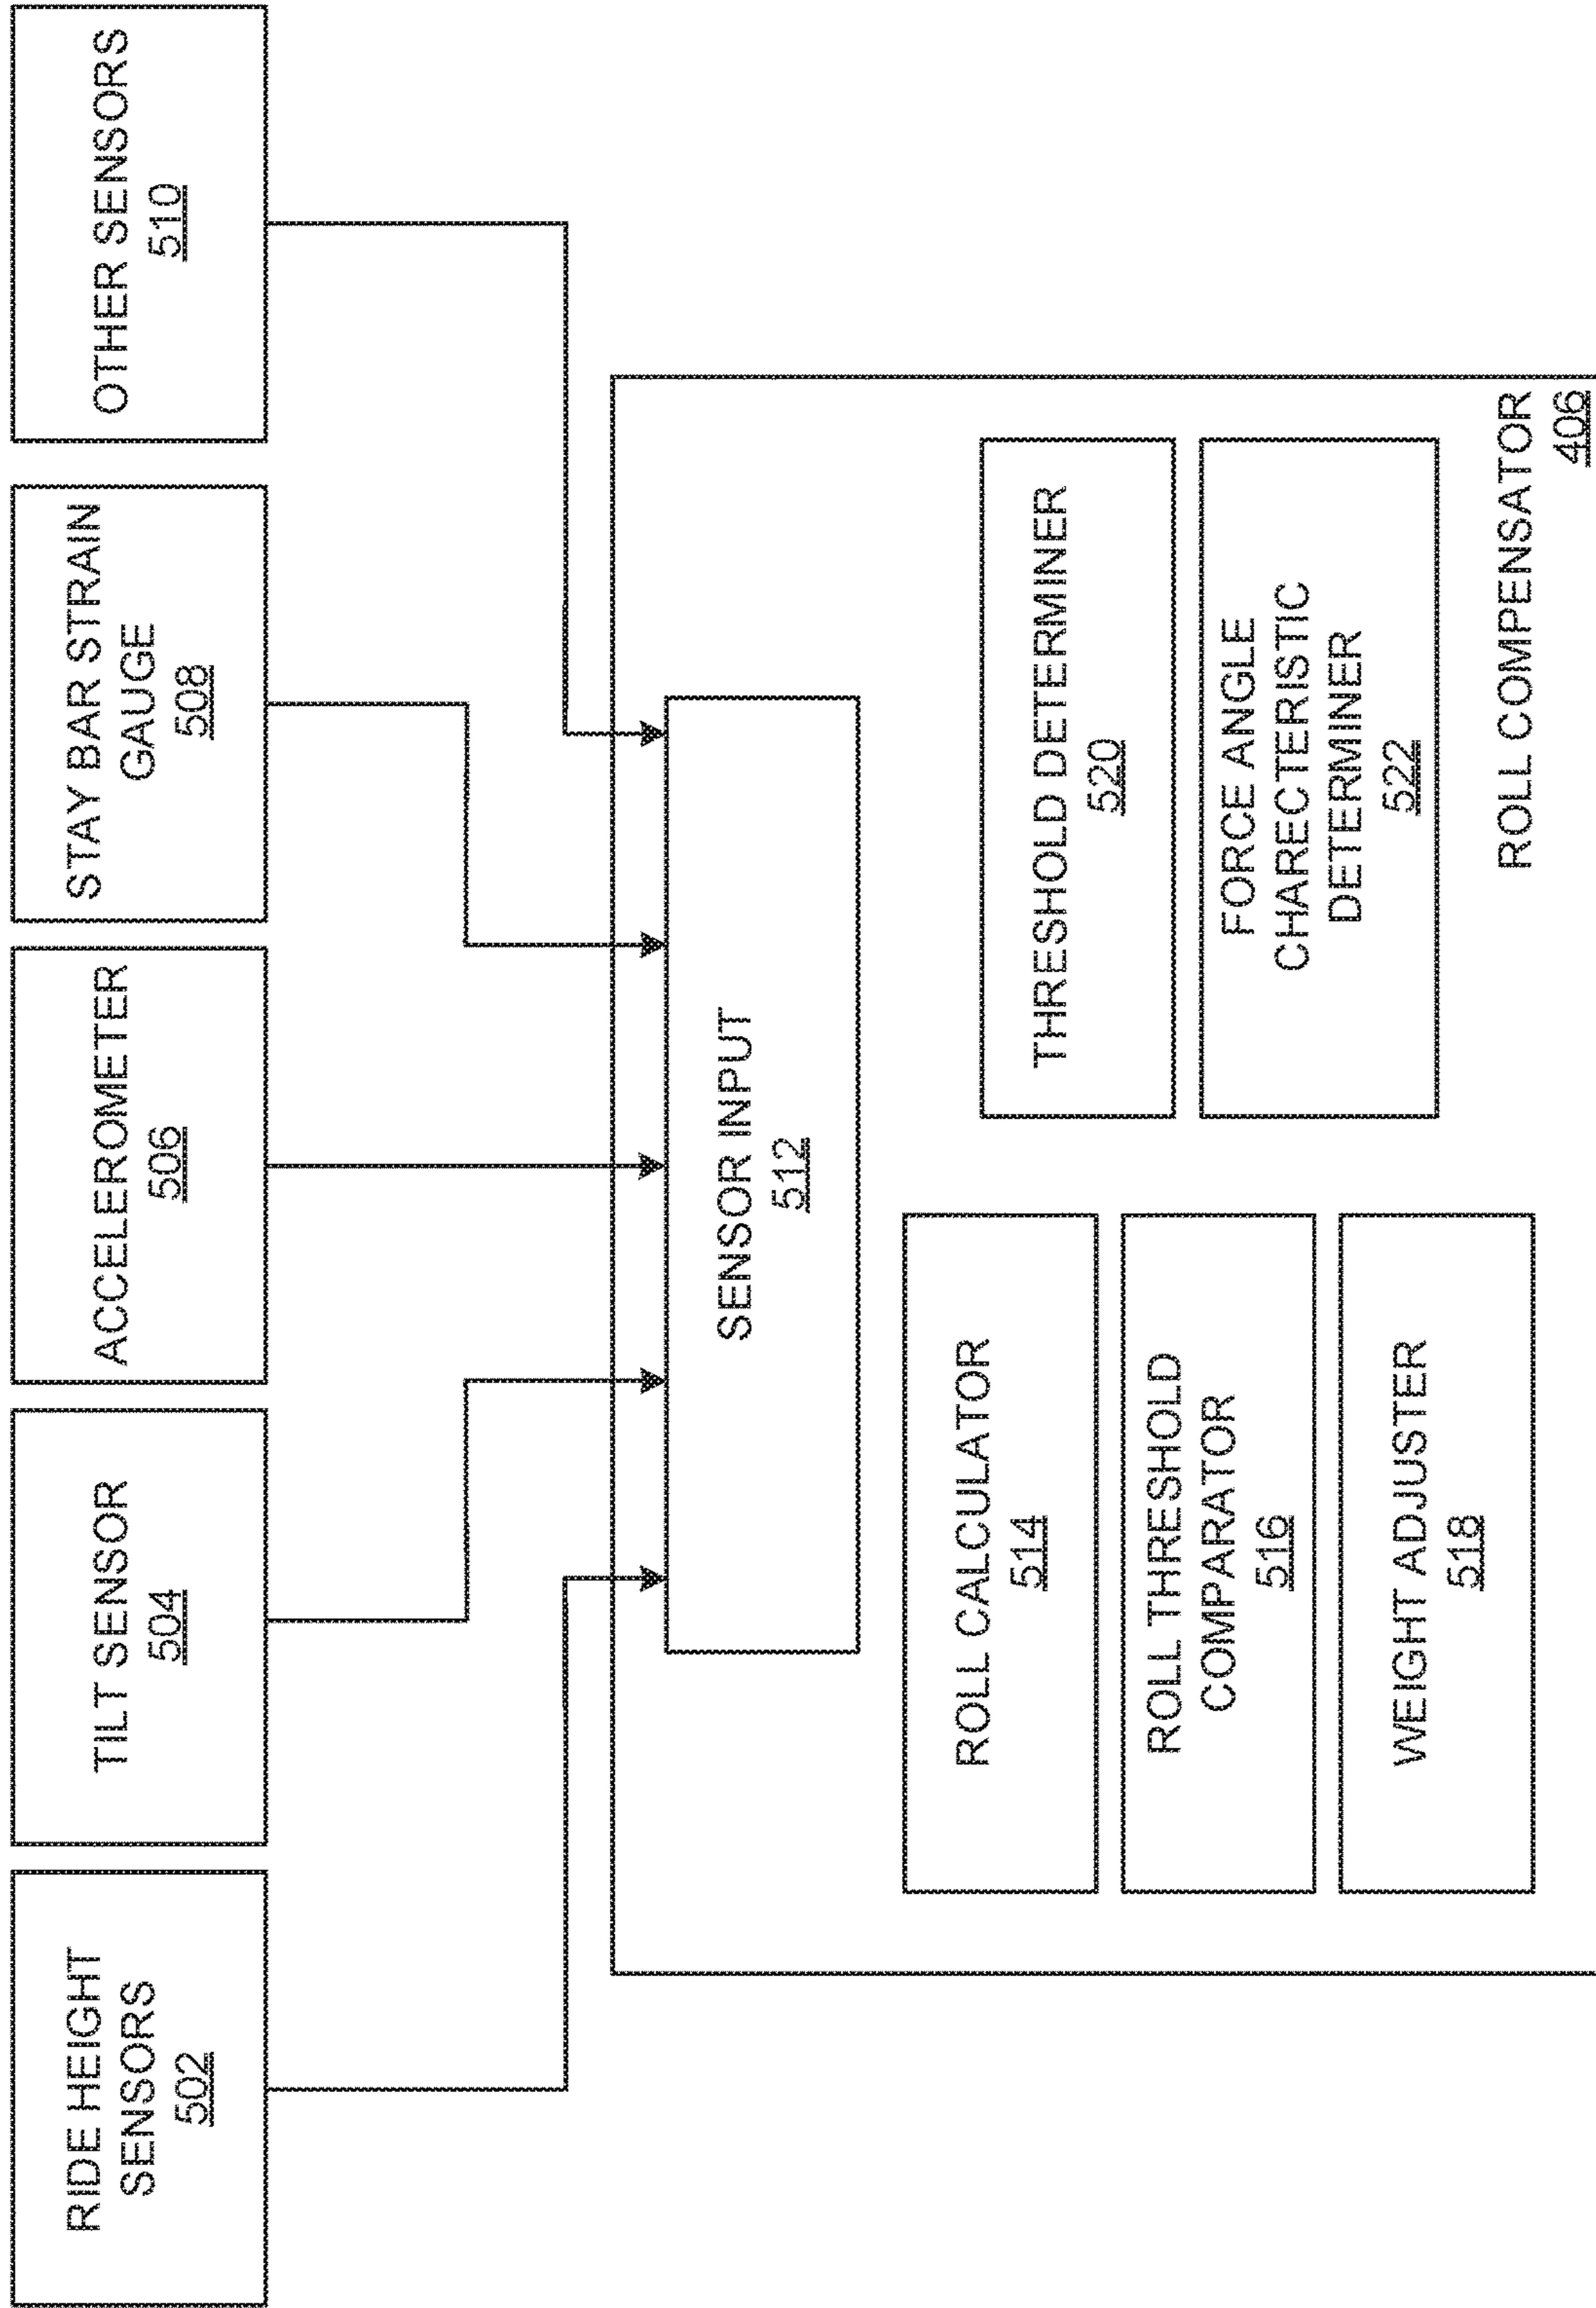 RIDE HEIGHT
SENSORS
502
TILT SENSOR
504
ACCELEROMETER
506
STAY BAR STRAIN
GAUGE
508
OTHER SENSORS
510
SENSOR INPUT
512
ROLL CALCULATOR
514
ROLL THRESHOLD
COMPARATOR
516
WEIGHT ADJUSTER
518
THRESHOLD DETERMINER
520
FORCE ANGLE
CHARECTERISTIC
DETERMINER
522
ROLL COMPENSATOR
406